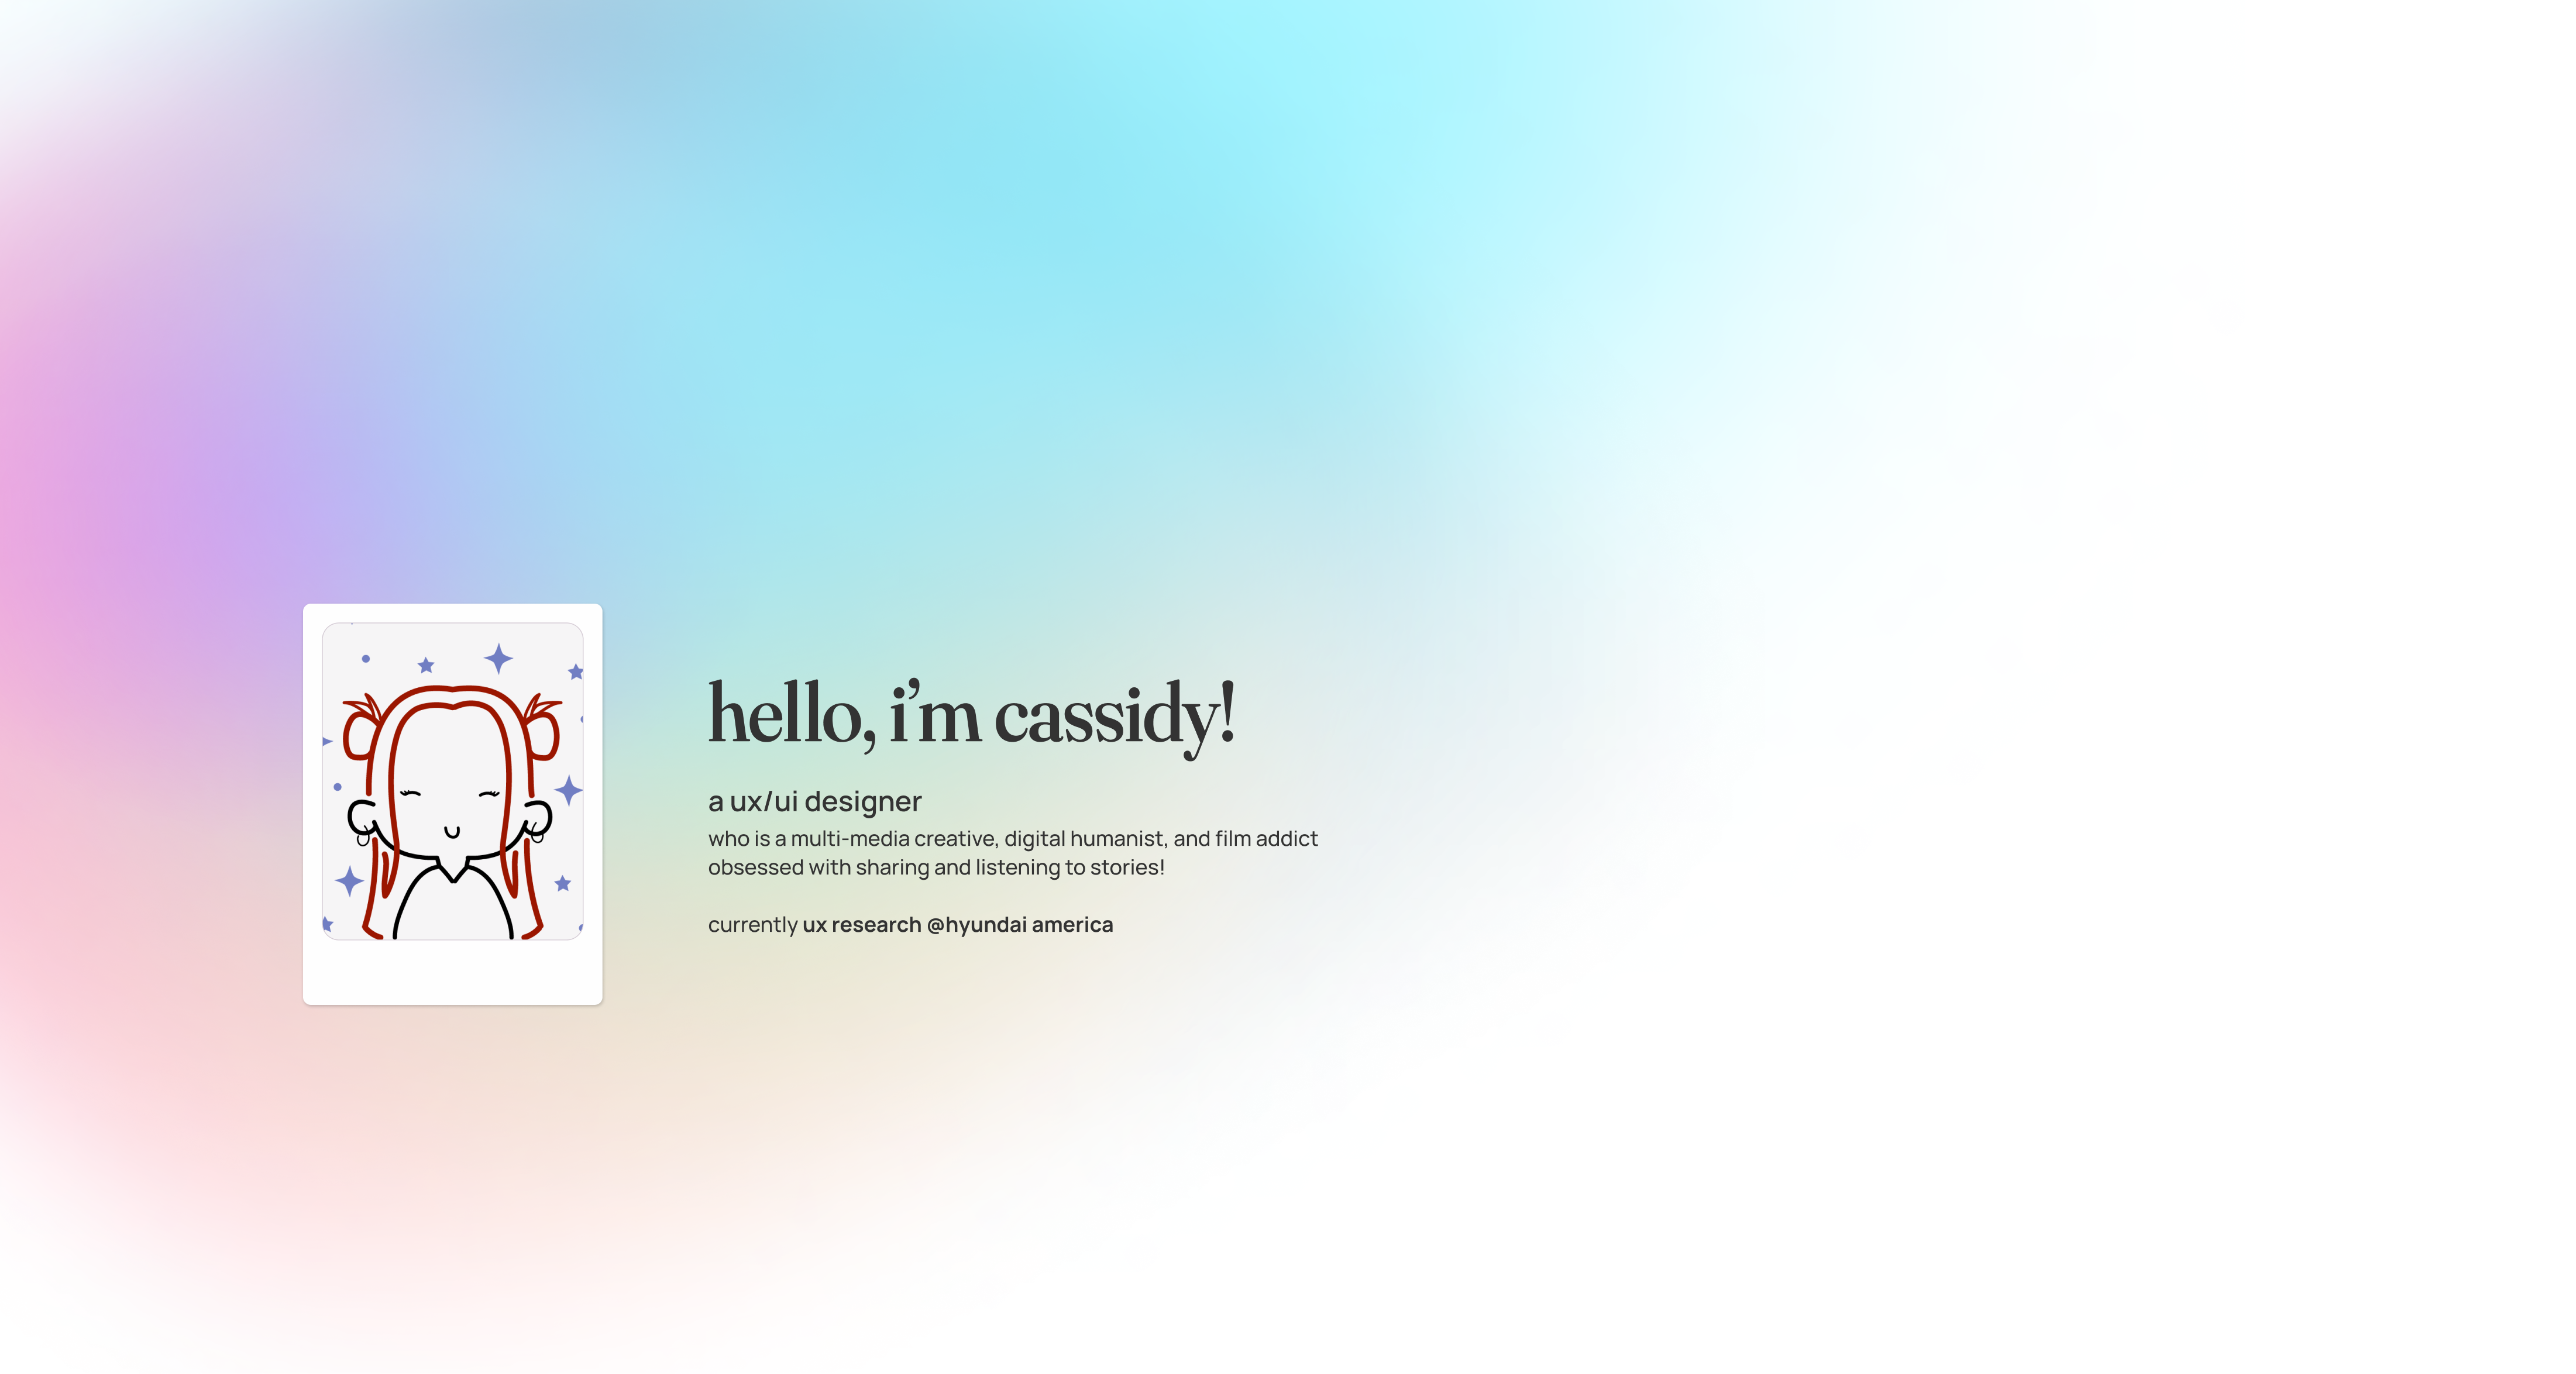 hello, i’m cassidy!
a ux/ui designer
who is a multi-media creative, digital humanist, and film addict
obsessed with sharing and listening to stories!
currently ux research @hyundai america